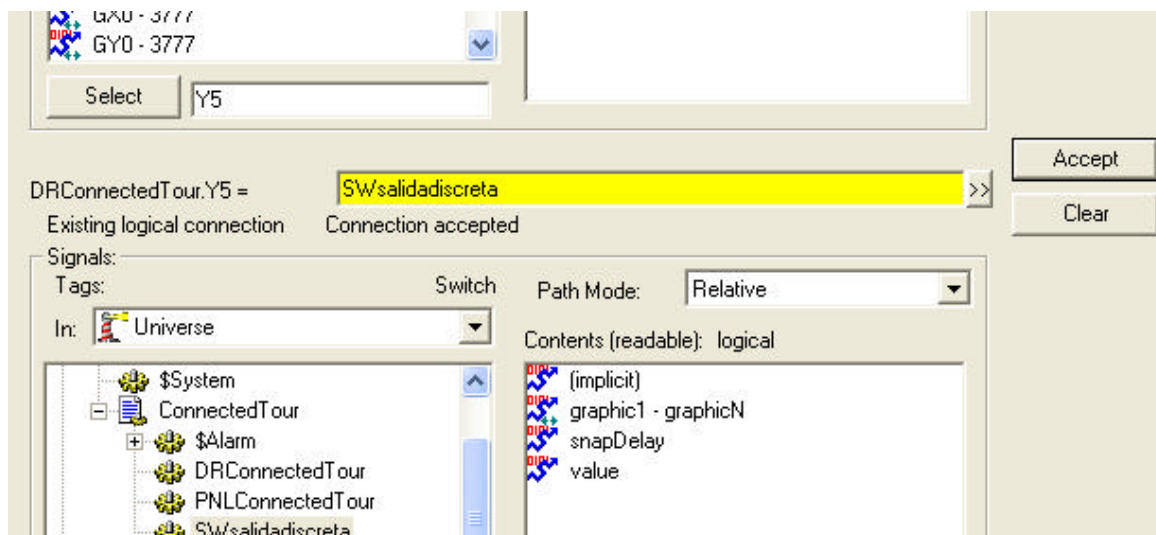 GX0 - 3777
GY0 - 3777
Select Y5
Accept
DRConnectedTour.Y5 = SWsalidadiscreta >>
Clear
Existing logical connection Connection accepted
Signals:
Tags: Switch Path Mode: Relative
In: Universe
Contents (readable): logical
$System
ConnectedTour
$Alarm
DRConnectedTour
PNLConnectedTour
SWsalidadiscreta
(implicit)
graphic1 - graphicN
snapDelay
value